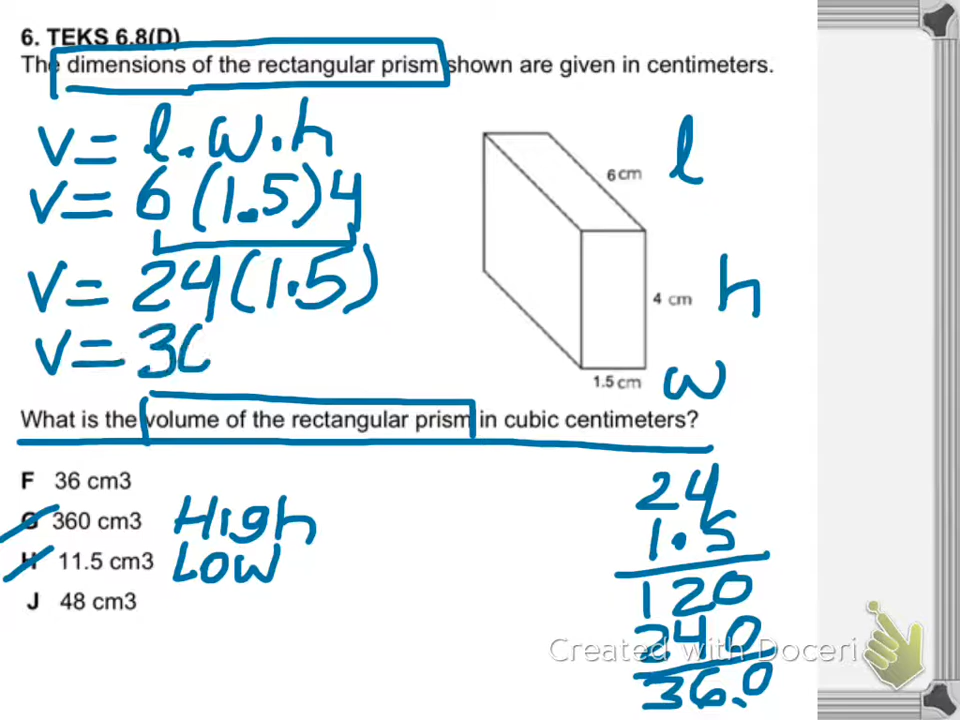 6. TEKS 6.8(D)
The dimensions of the rectangular prism shown are given in centimeters.
V = l . w . h
V = 6 (1.5) 4
V = 24 (1.5)
6 cm
l
4 cm
h
1.5 cm
w
What is the volume of the rectangular prism in cubic centimeters?
F 36 cm3
G 360 cm3 High
H 11.5 cm3 Low
J 48 cm3
24
1.5
120
240
36.0
Created with Doceri